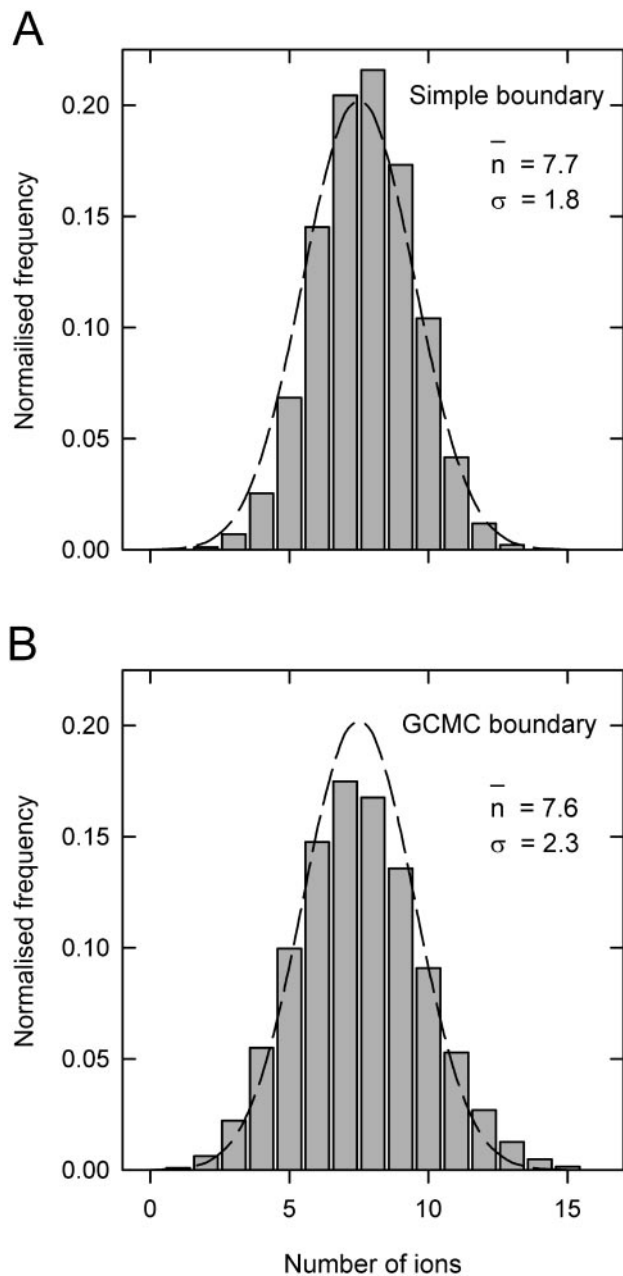 A
Simple boundary
n̄ = 7.7
σ = 1.8
0.20
0.15
0.10
0.05
0.00
Normailised frequency
B
GCMC boundary
n̄ = 7.6
σ = 2.3
0.20
0.15
0.10
0.05
0.00
Normalised frequency
0 5 10 15
Number of ions